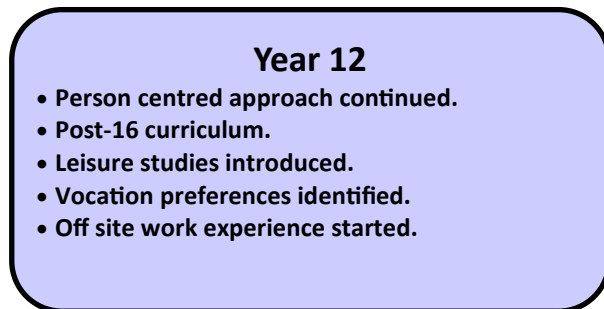 Year 12
• Person centred approach continued.
• Post-16 curriculum.
• Leisure studies introduced.
• Vocation preferences identified.
• Off site work experience started.